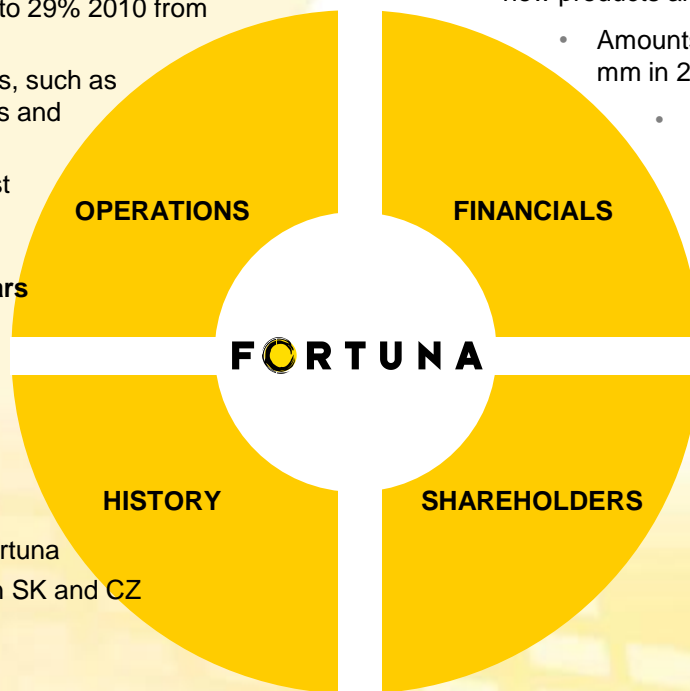 to 29% 2010 from
s, such as
s and
st
ars
OPERATIONS
Amounts
mm in 2
FINANCIALS
FORTUNA
HISTORY
rtuna
SK and CZ
SHAREHOLDERS